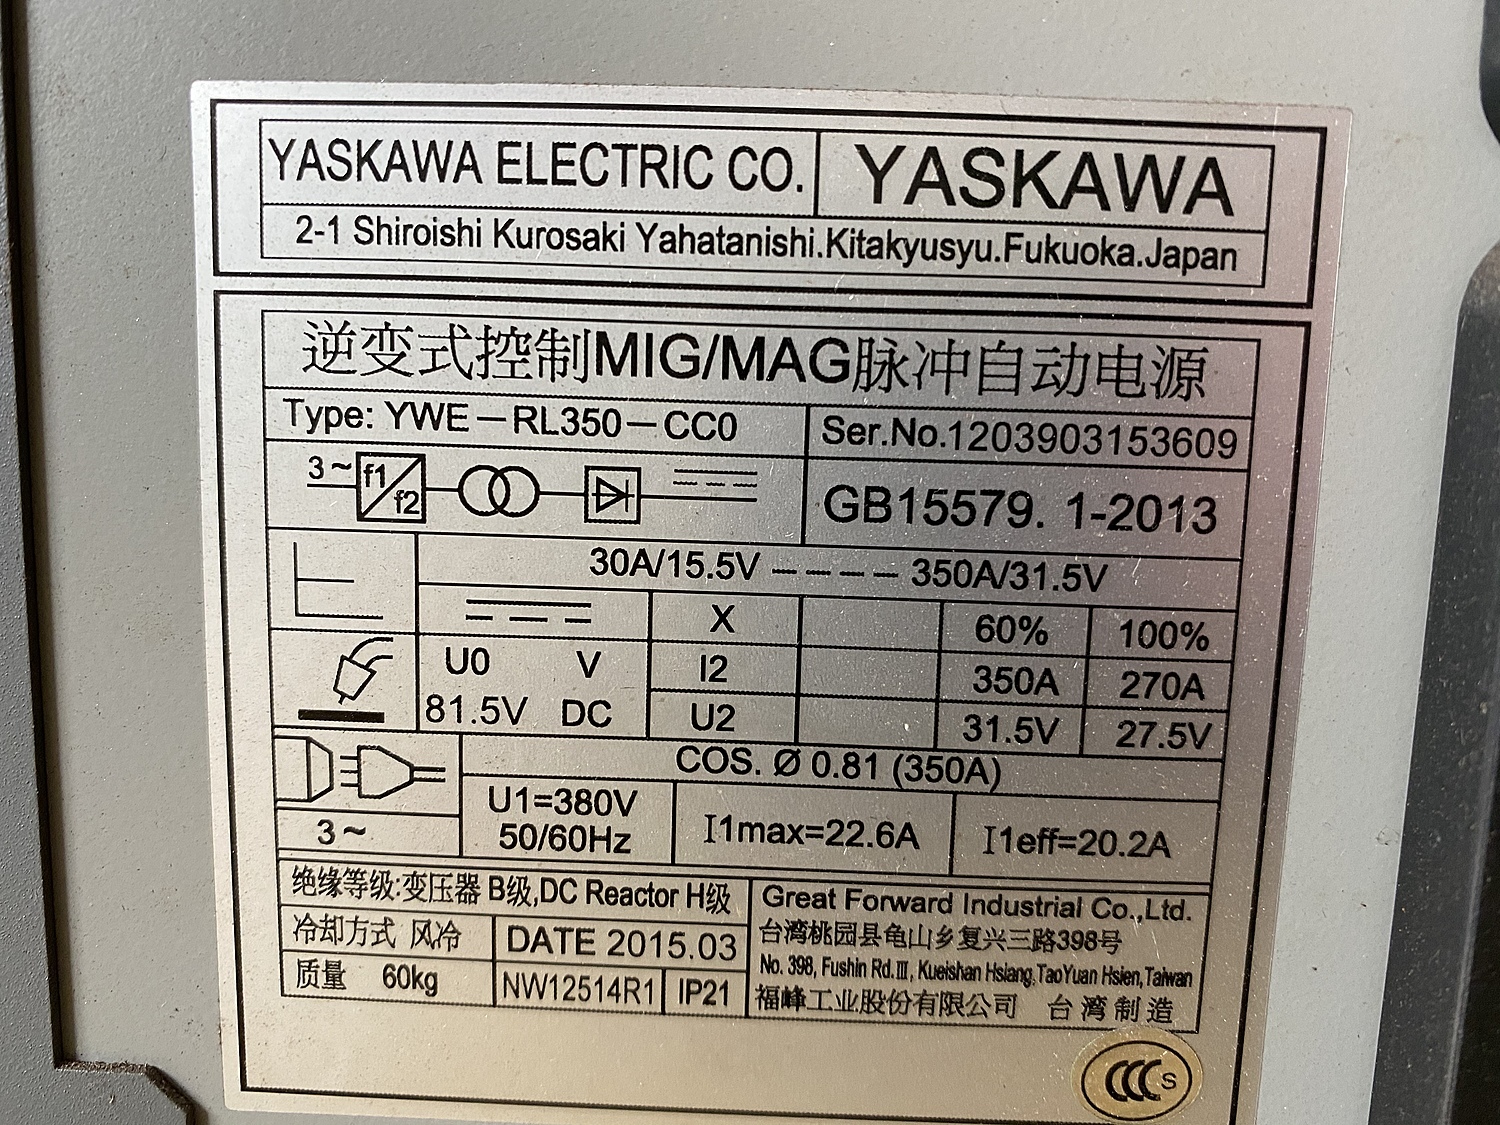 YASKAWA ELECTRIC CO. YASKAWA
2-1 Shiroishi Kurosaki Yahatanishi.Kitakyusyu.Fukuoka.Japan
逆变式控制MIG/MAG脉冲自动电源
Type: YWE-RL350-CC0 Ser.No.1203903153609
3~ f1/f2 GB15579. 1-2013
30A/15.5V ---- 350A/31.5V
X 60% 100%
U0 V I2 350A 270A
81.5V DC U2 31.5V 27.5V
COS. Ø 0.81 (350A)
3~ U1=380V 50/60Hz I1max=22.6A I1eff=20.2A
绝缘等级:变压器 B级,DC Reactor H级
冷却方式 风冷 DATE 2015.03
质量 60kg NW12514R1 IP21
Great Forward Industrial Co.,Ltd.
台湾桃园县龟山乡复兴三路398号
No. 398, Fushin Rd.III, Kueishan Hsiang,TaoYuan Hsien,Taiwan
福峰工业股份有限公司 台湾制造
CCC S